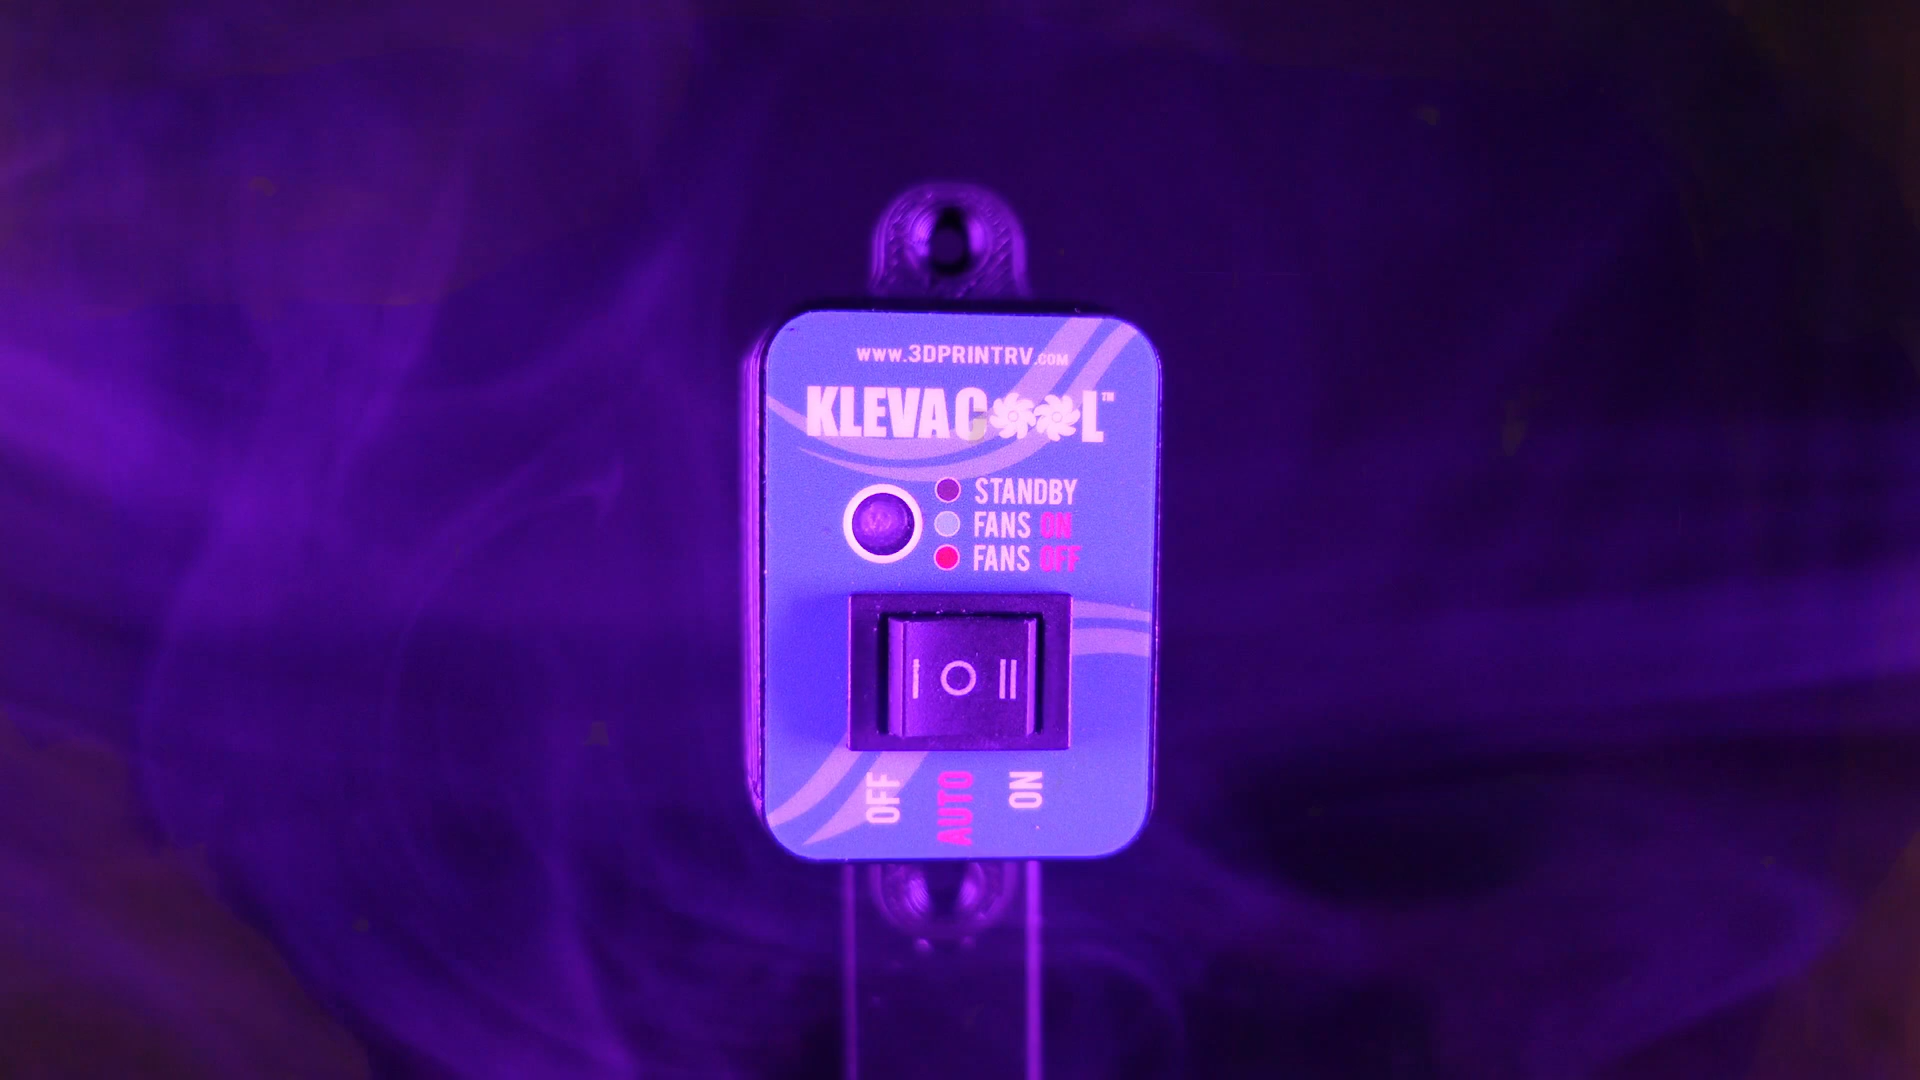 www.3DPRINTRV.com
KLEVACOOL™
STANDBY
FANS ON
FANS OFF
I O II
OFF
AUTO
ON